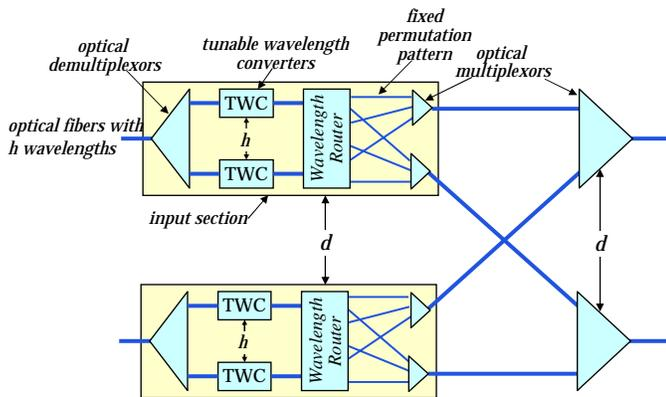 optical
demultiplexors
tunable wavelength
converters
fixed
permutation
pattern
optical
multiplexors
optical fibers with
h wavelengths
TWC
h
TWC
Wavelength
Router
input section
d
d
TWC
h
TWC
Wavelength
Router